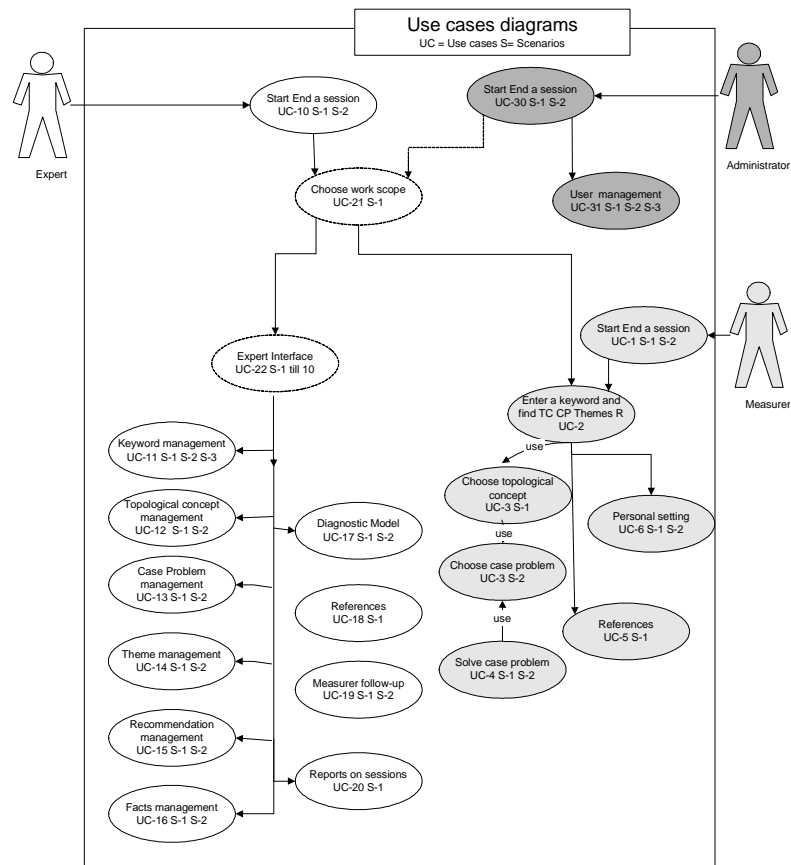 Use cases diagrams
UC = Use cases S= Scenarios
Expert
Administrator
Measurer
Start End a session
UC-10 S-1 S-2
Start End a session
UC-30 S-1 S-2
Choose work scope
UC-21 S-1
User management
UC-31 S-1 S-2 S-3
Start End a session
UC-1 S-1 S-2
Expert Interface
UC-22 S-1 till 10
Enter a keyword and
find TC CP Themes R
UC-2
use
Keyword management
UC-11 S-1 S-2 S-3
Choose topological
concept
UC-3 S-1
Topological concept
management
UC-12 S-1 S-2
Diagnostic Model
UC-17 S-1 S-2
Personal setting
UC-6 S-1 S-2
use
Case Problem
management
UC-13 S-1 S-2
Choose case problem
UC-3 S-2
References
UC-18 S-1
use
References
UC-5 S-1
Theme management
UC-14 S-1 S-2
Measurer follow-up
UC-19 S-1 S-2
Solve case problem
UC-4 S-1 S-2
Recommendation
management
UC-15 S-1 S-2
Reports on sessions
UC-20 S-1
Facts management
UC-16 S-1 S-2